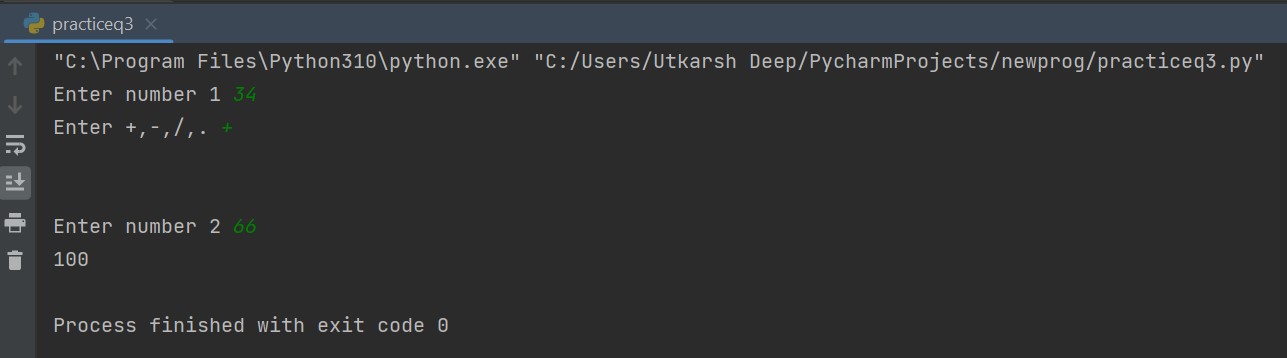 practiceq3
"C:\Program Files\Python310\python.exe" "C:/Users/Utkarsh Deep/PycharmProjects/newprog/practiceq3.py"
Enter number 1 34
Enter +,-,/,. +
Enter number 2 66
100
Process finished with exit code 0